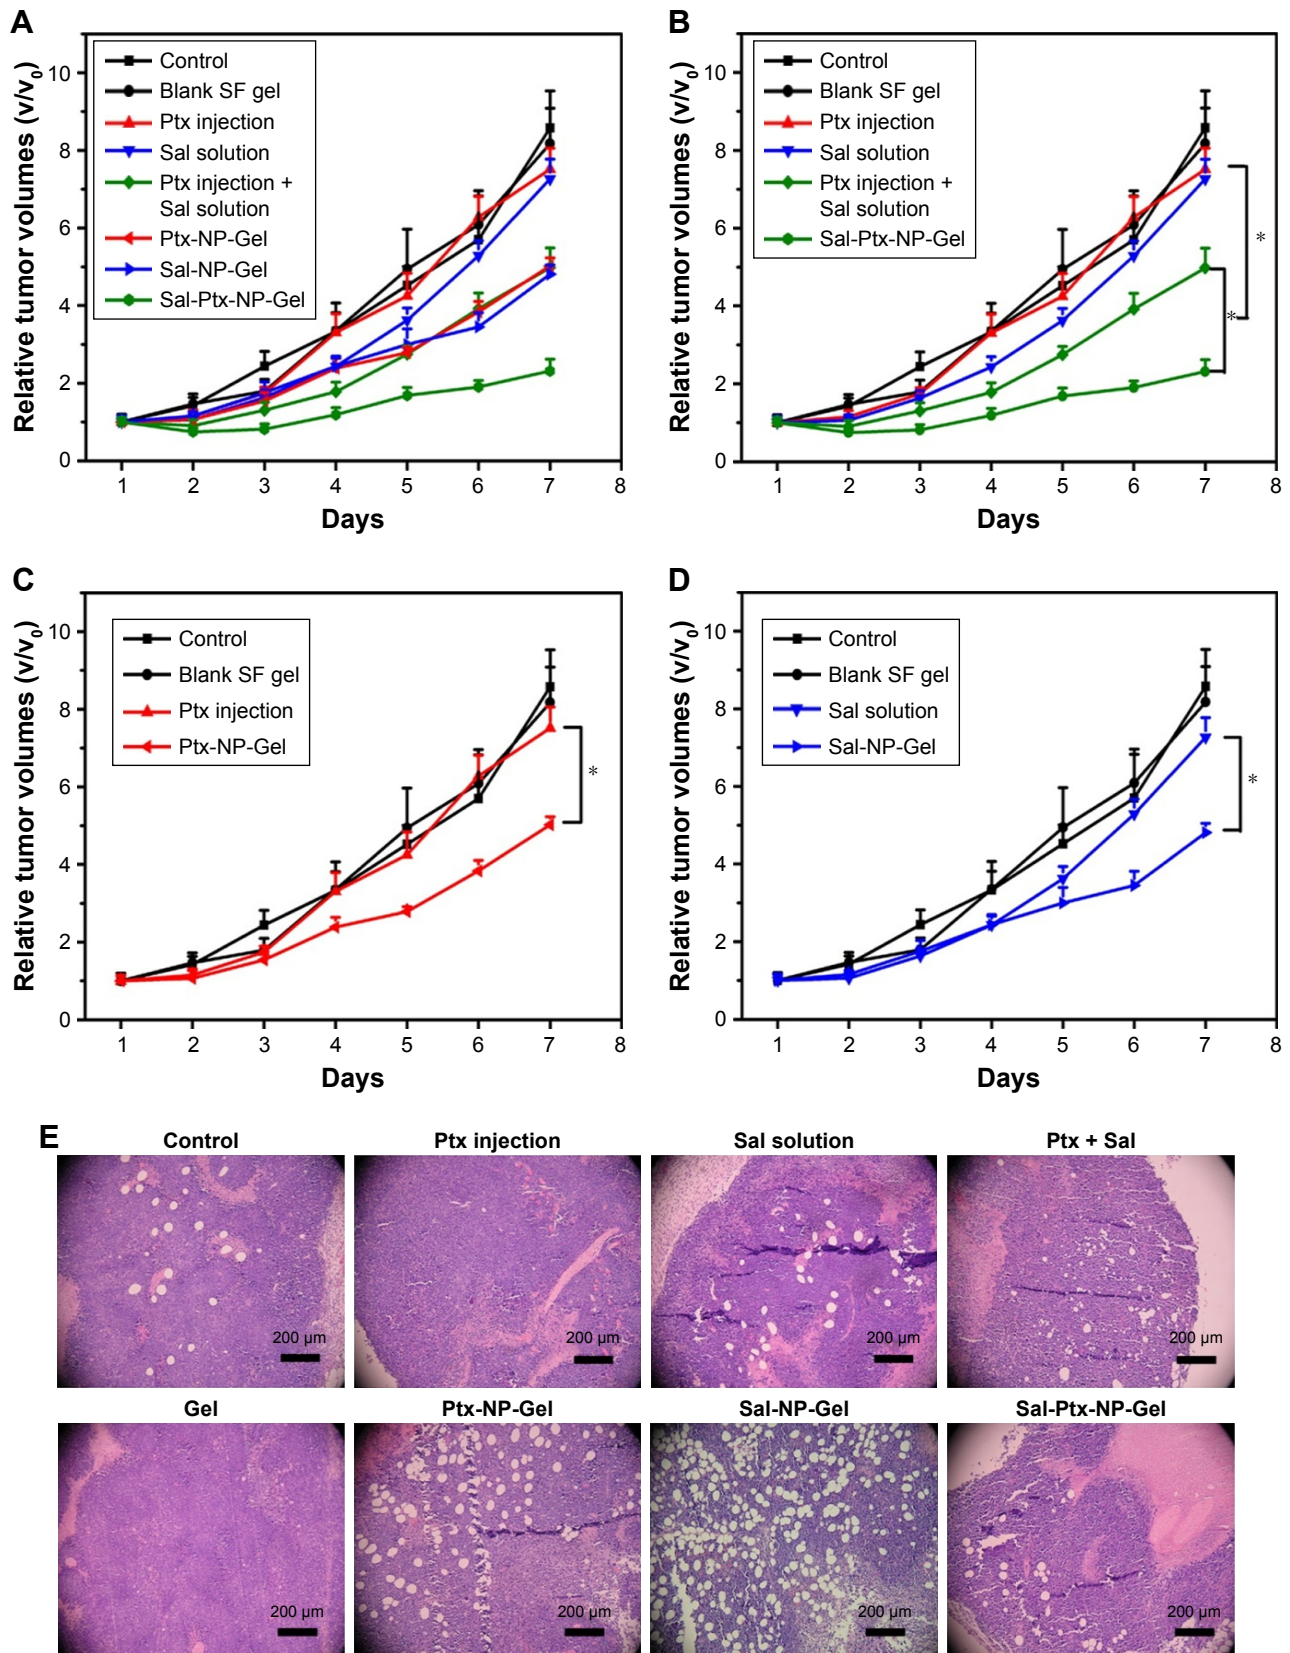 A
Relative tumor volumes (v/v0)
10
8
6
4
2
0
Control
Blank SF gel
Ptx injection
Sal solution
Ptx injection +
Sal solution
Ptx-NP-Gel
Sal-NP-Gel
Sal-Ptx-NP-Gel
1 2 3 4 5 6 7 8
Days
B
Relative tumor volumes (v/v0)
10
8
6
4
2
0
Control
Blank SF gel
Ptx injection
Sal solution
Ptx injection +
Sal solution
Sal-Ptx-NP-Gel
*
*
1 2 3 4 5 6 7 8
Days
C
Relative tumor volumes (v/v0)
10
8
6
4
2
0
Control
Blank SF gel
Ptx injection
Ptx-NP-Gel
*
1 2 3 4 5 6 7 8
Days
D
Relative tumor volumes (v/v0)
10
8
6
4
2
0
Control
Blank SF gel
Sal solution
Sal-NP-Gel
*
1 2 3 4 5 6 7 8
Days
E
Control Ptx injection Sal solution Ptx + Sal
200 µm 200 µm 200 µm 200 µm
Gel Ptx-NP-Gel Sal-NP-Gel Sal-Ptx-NP-Gel
200 µm 200 µm 200 µm 200 µm